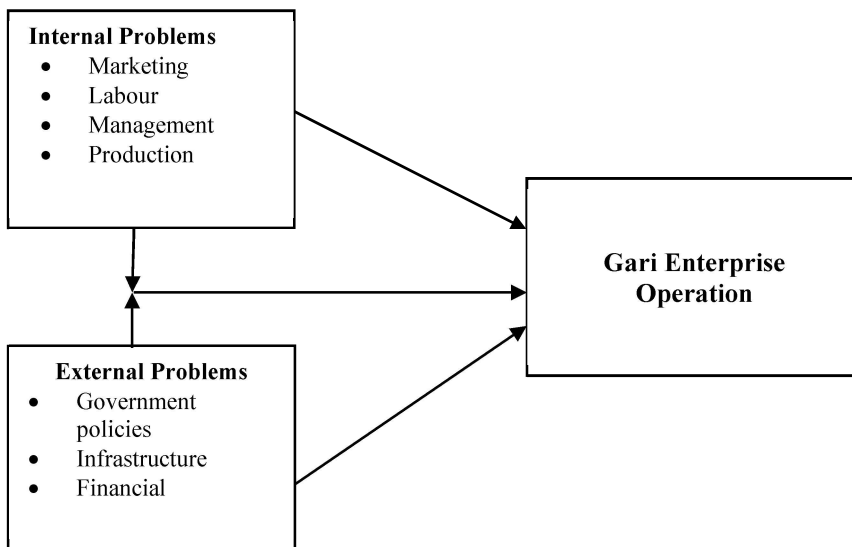 Internal Problems
• Marketing
• Labour
• Management
• Production
Gari Enterprise
Operation
External Problems
• Government
policies
• Infrastructure
• Financial